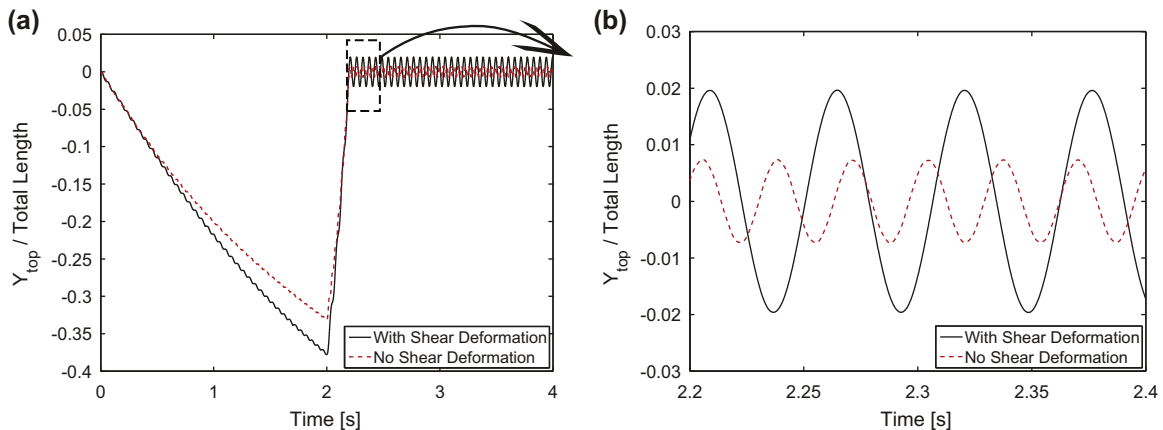 (a)
0.05
0
-0.05
-0.1
-0.15
-0.2
-0.25
-0.3
-0.35
-0.4
0
1
2
3
4
Y_top / Total Length
Time [s]
With Shear Deformation
No Shear Deformation
(b)
0.03
0.02
0.01
0
-0.01
-0.02
-0.03
2.2
2.25
2.3
2.35
2.4
Y_top / Total Length
Time [s]
With Shear Deformation
No Shear Deformation